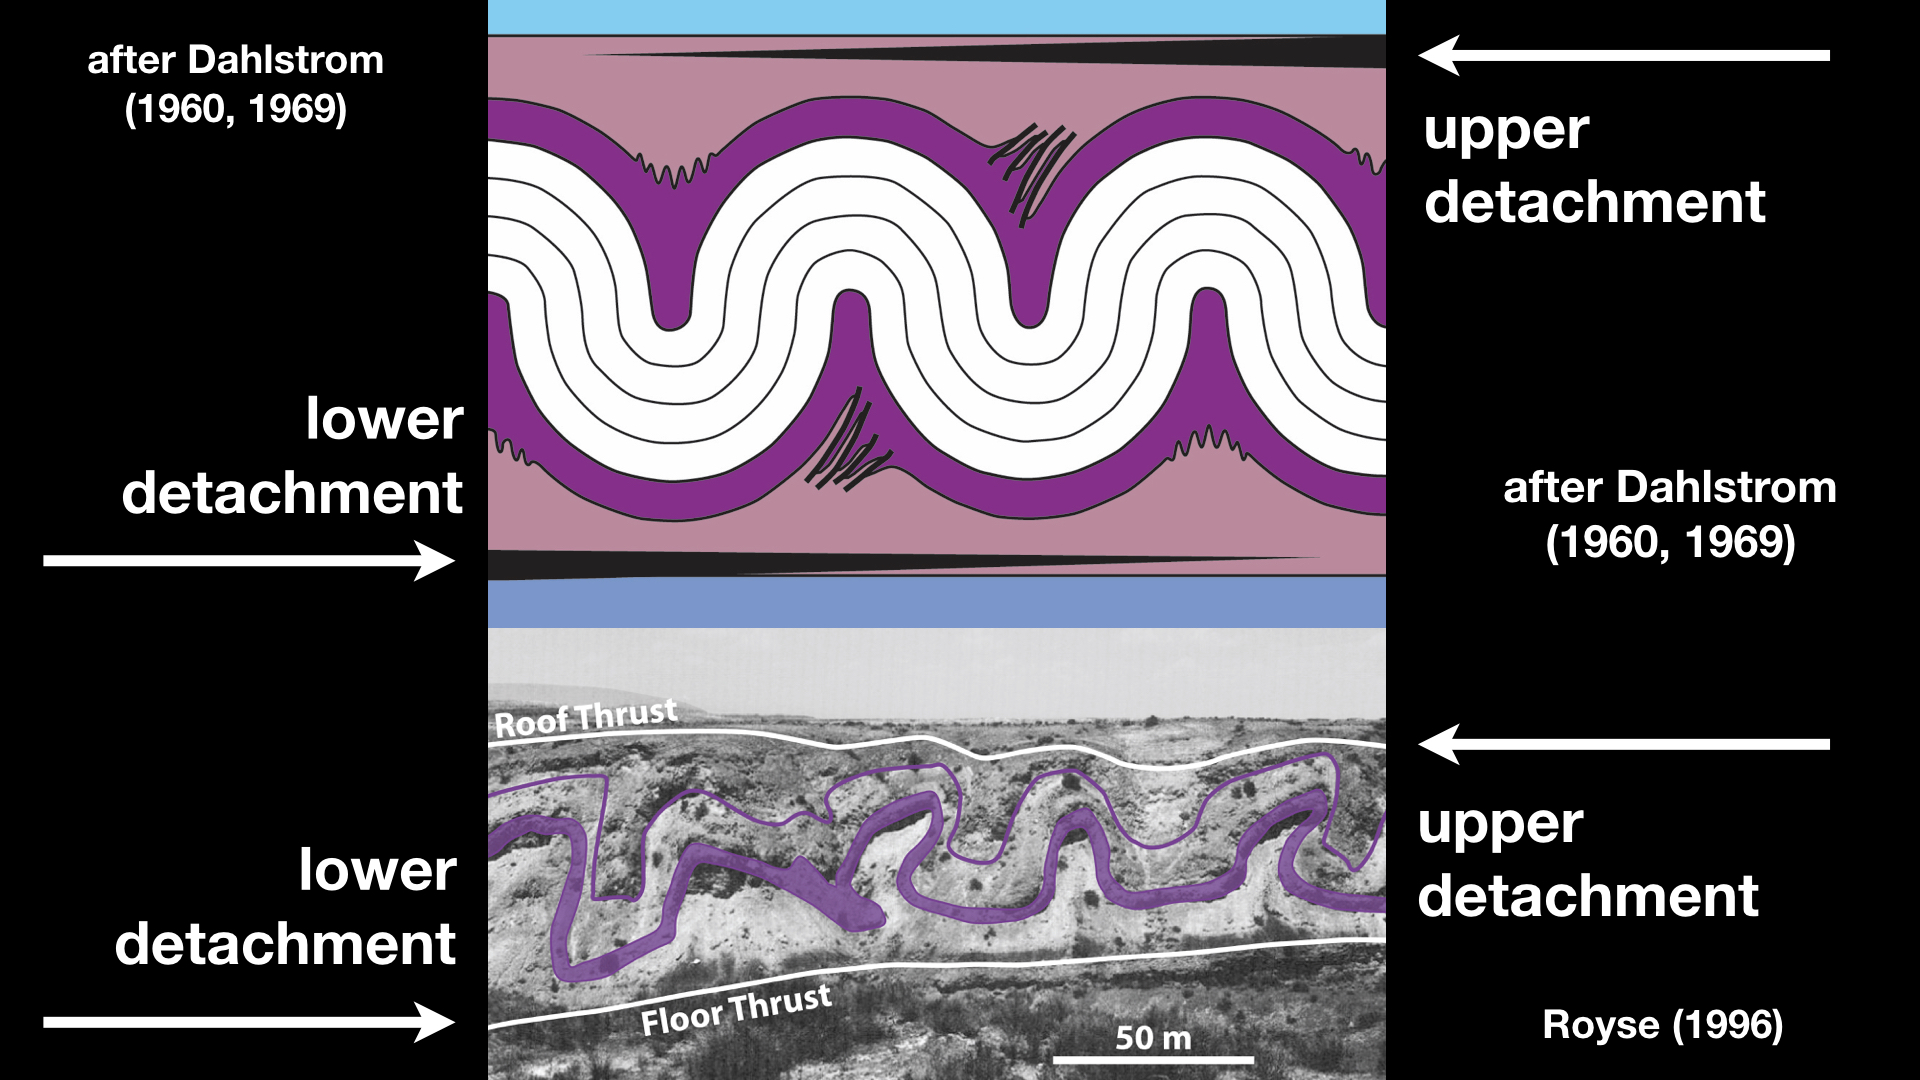 after Dahlstrom
(1960, 1969)
upper
detachment
lower
detachment
after Dahlstrom
(1960, 1969)
Roof Thrust
upper
detachment
lower
detachment
Floor Thrust
50 m
Royse (1996)